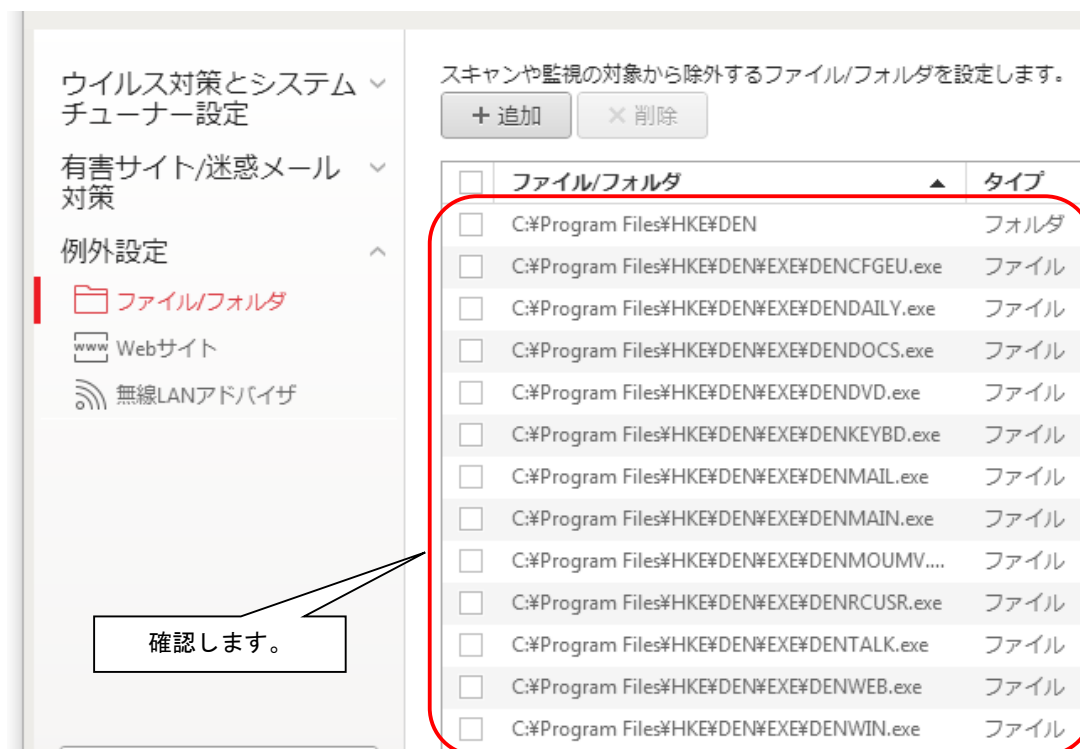 ウイルス対策とシステム
チューナー設定
有害サイト/迷惑メール
対策
例外設定
ファイル/フォルダ
www Webサイト
無線LANアドバイザ
確認します。
スキャンや監視の対象から除外するファイル/フォルダを設定します。
+ 追加 × 削除
ファイル/フォルダ ▲ タイプ
C:¥Program Files¥HKE¥DEN フォルダ
C:¥Program Files¥HKE¥DEN¥EXE¥DENCFGEU.exe ファイル
C:¥Program Files¥HKE¥DEN¥EXE¥DENDAILY.exe ファイル
C:¥Program Files¥HKE¥DEN¥EXE¥DENDOCS.exe ファイル
C:¥Program Files¥HKE¥DEN¥EXE¥DENDVD.exe ファイル
C:¥Program Files¥HKE¥DEN¥EXE¥DENKEYBD.exe ファイル
C:¥Program Files¥HKE¥DEN¥EXE¥DENMAIL.exe ファイル
C:¥Program Files¥HKE¥DEN¥EXE¥DENMAIN.exe ファイル
C:¥Program Files¥HKE¥DEN¥EXE¥DENMOUMV.... ファイル
C:¥Program Files¥HKE¥DEN¥EXE¥DENRCUSR.exe ファイル
C:¥Program Files¥HKE¥DEN¥EXE¥DENTALK.exe ファイル
C:¥Program Files¥HKE¥DEN¥EXE¥DENWEB.exe ファイル
C:¥Program Files¥HKE¥DEN¥EXE¥DENWIN.exe ファイル